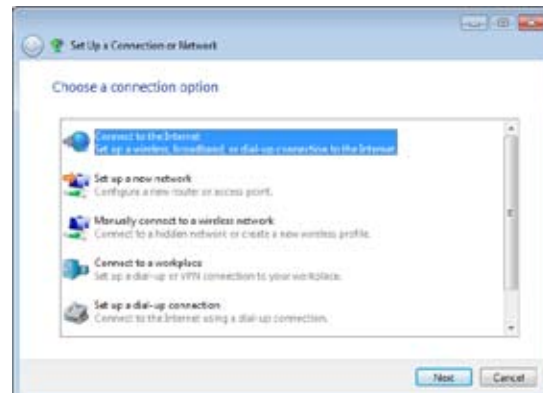 Set Up a Connection or Network
Choose a connection option
Connect to the Internet
Set up a wireless, broadband, or dial-up connection to the Internet.
Set up a new network
Configure a new router or access point.
Manually connect to a wireless network
Connect to a hidden network or create a new wireless profile.
Connect to a workplace
Set up a dial-up or VPN connection to your workplace.
Set up a dial-up connection
Connect to the Internet using a dial-up connection.
Next Cancel